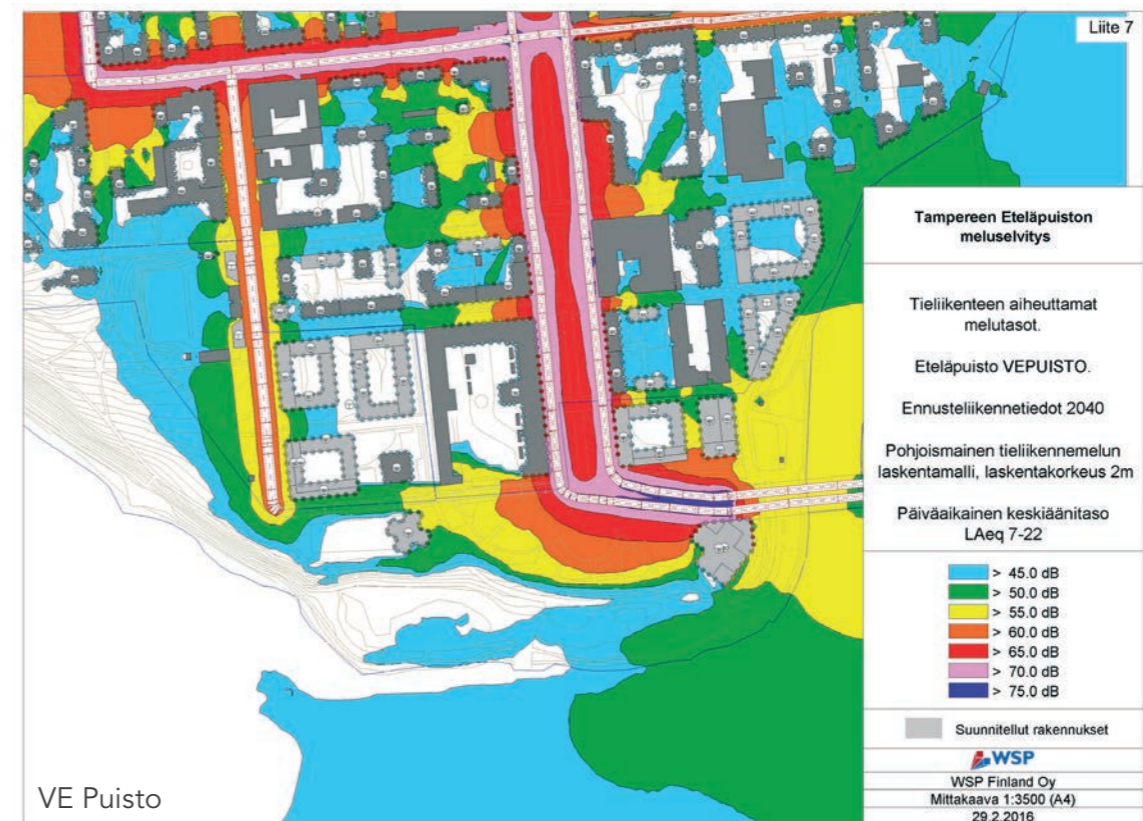 Liite 7
Tampereen Eteläpuiston
meluselvitys
Tieliikenteen aiheuttamat
melutasot.
Eteläpuisto VEPUISTO.
Ennusteliikennetiedot 2040
Pohjoismainen tieliikennemelun
laskentamalli, laskentakorkeus 2m
Päiväaikainen keskiäänitaso
LAeq 7-22
> 45.0 dB
> 50.0 dB
> 55.0 dB
> 60.0 dB
> 65.0 dB
> 70.0 dB
> 75.0 dB
Suunnitellut rakennukset
WSP
WSP Finland Oy
Mittakaava 1:3500 (A4)
29.2.2016
VE Puisto